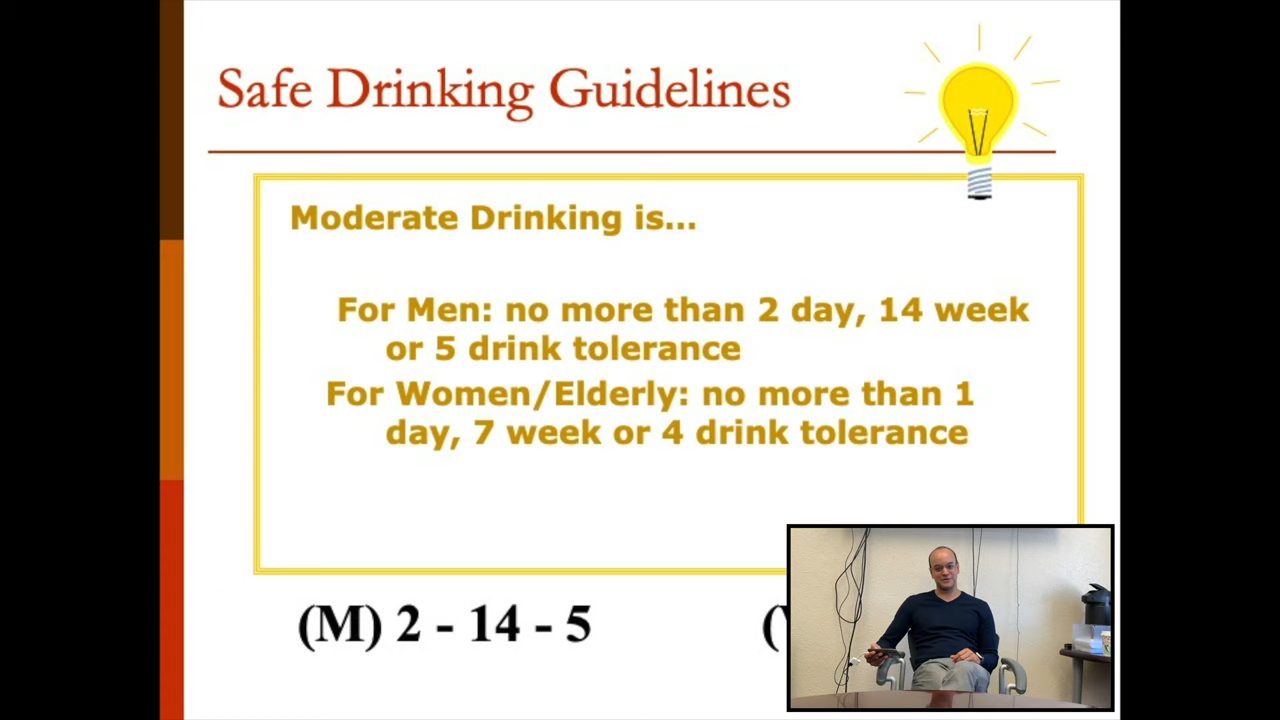 Safe Drinking Guidelines
Moderate Drinking is...
For Men: no more than 2 day, 14 week
or 5 drink tolerance
For Women/Elderly: no more than 1
day, 7 week or 4 drink tolerance
(M) 2 - 14 - 5